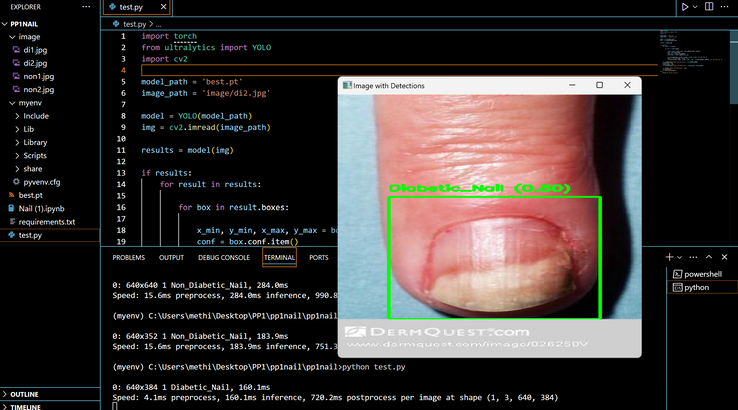 EXPLORER
PP1NAIL
image
di1.jpg
di2.jpg
non1.jpg
non2.jpg
myenv
Include
Lib
Library
Scripts
share
pyvenv.cfg
best.pt
Nail (1).ipynb
requirements.txt
test.py
OUTLINE
TIMELINE
test.py
test.py > ...
1 import torch
2 from ultralytics import YOLO
3 import cv2
4
5 model_path = 'best.pt'
6 image_path = 'image/di2.jpg'
7
8 model = YOLO(model_path)
9 img = cv2.imread(image_path)
10
11 results = model(img)
12
13 if results:
14 for result in results:
15
16 for box in result.boxes:
17
18 x_min, y_min, x_max, y_max = bo
19 conf = box.conf.item()
Image with Detections
DermQuest.com
PROBLEMS OUTPUT DEBUG CONSOLE TERMINAL PORTS
0: 640x640 1 Non_Diabetic_Nail, 284.0ms
Speed: 15.6ms preprocess, 284.0ms inference, 990.8
(myenv) C:\Users\methi\Desktop\PP1\pp1nail\pp1nail>
0: 640x352 1 Non_Diabetic_Nail, 183.9ms
Speed: 15.6ms preprocess, 183.9ms inference, 751.3
(myenv) C:\Users\methi\Desktop\PP1\pp1nail\pp1nail>python test.py
0: 640x384 1 Diabetic_Nail, 160.1ms
Speed: 4.1ms preprocess, 160.1ms inference, 720.2ms postprocess per image at shape (1, 3, 640, 384)
powershell
python